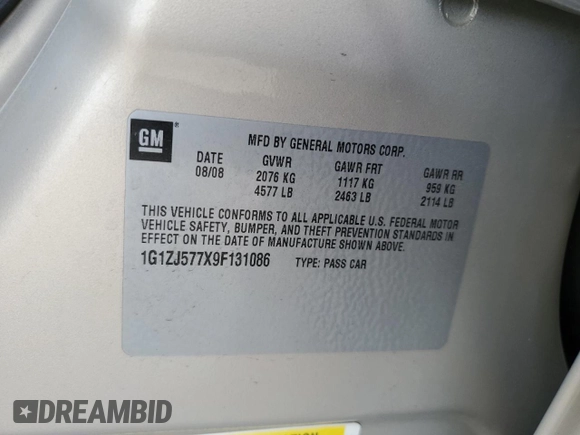 GM ®
MFD BY GENERAL MOTORS CORP.
DATE GVWR GAWR FRT GAWR RR
08/08 2076 KG 1117 KG 959 KG
4577 LB 2463 LB 2114 LB
THIS VEHICLE CONFORMS TO ALL APPLICABLE U.S. FEDERAL MOTOR
VEHICLE SAFETY, BUMPER, AND THEFT PREVENTION STANDARDS IN
EFFECT ON THE DATE OF MANUFACTURE SHOWN ABOVE.
1G1ZJ577X9F131086 TYPE: PASS CAR
DREAMBID